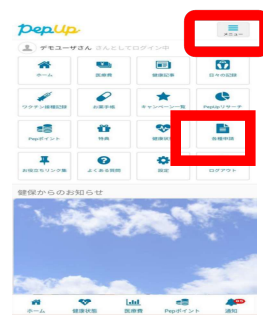 PepUp
メニュー
デモユーザさん さんとしてログイン中
ホーム 医療費 健康記事 日々の記録
ワクチン接種記録 お薬手帳 キャンペーン一覧 PepUpリサーチ
Pepポイント 特典 健康状態 各種申請
お役立ちリンク集 よくある質問 設定 ログアウト
健保からのお知らせ
ホーム 健康状態 医療費 Pepポイント 通知